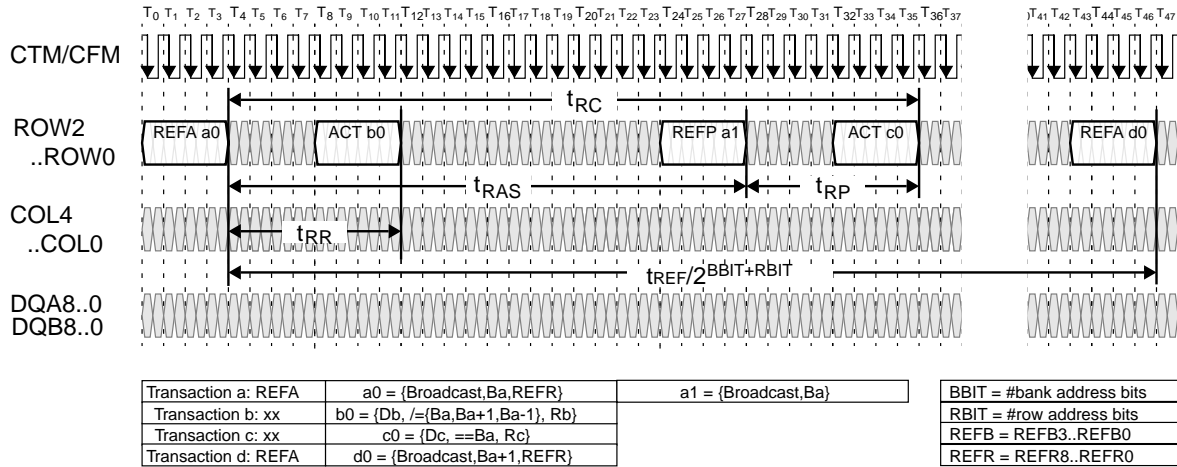 T0 T1 T2 T3 T4 T5 T6 T7 T8 T9 T10 T11 T12 T13 T14 T15 T16 T17 T18 T19 T20 T21 T22 T23 T24 T25 T26 T27 T28 T29 T30 T31 T32 T33 T34 T35 T36 T37 T41 T42 T43 T44 T45 T46 T47
CTM/CFM
tRC
ROW2
..ROW0
REFA a0 ACT b0 REFP a1 ACT c0 REFA d0
tRAS tRP
COL4
..COL0
tRR
tREF/2BBIT+RBIT
DQA8..0
DQB8..0
Transaction a: REFA a0 = {Broadcast,Ba,REFR} a1 = {Broadcast,Ba} BBIT = #bank address bits
Transaction b: xx b0 = {Db, /={Ba,Ba+1,Ba-1}, Rb} RBIT = #row address bits
Transaction c: xx c0 = {Dc, ==Ba, Rc} REFB = REFB3..REFB0
Transaction d: REFA d0 = {Broadcast,Ba+1,REFR} REFR = REFR8..REFR0